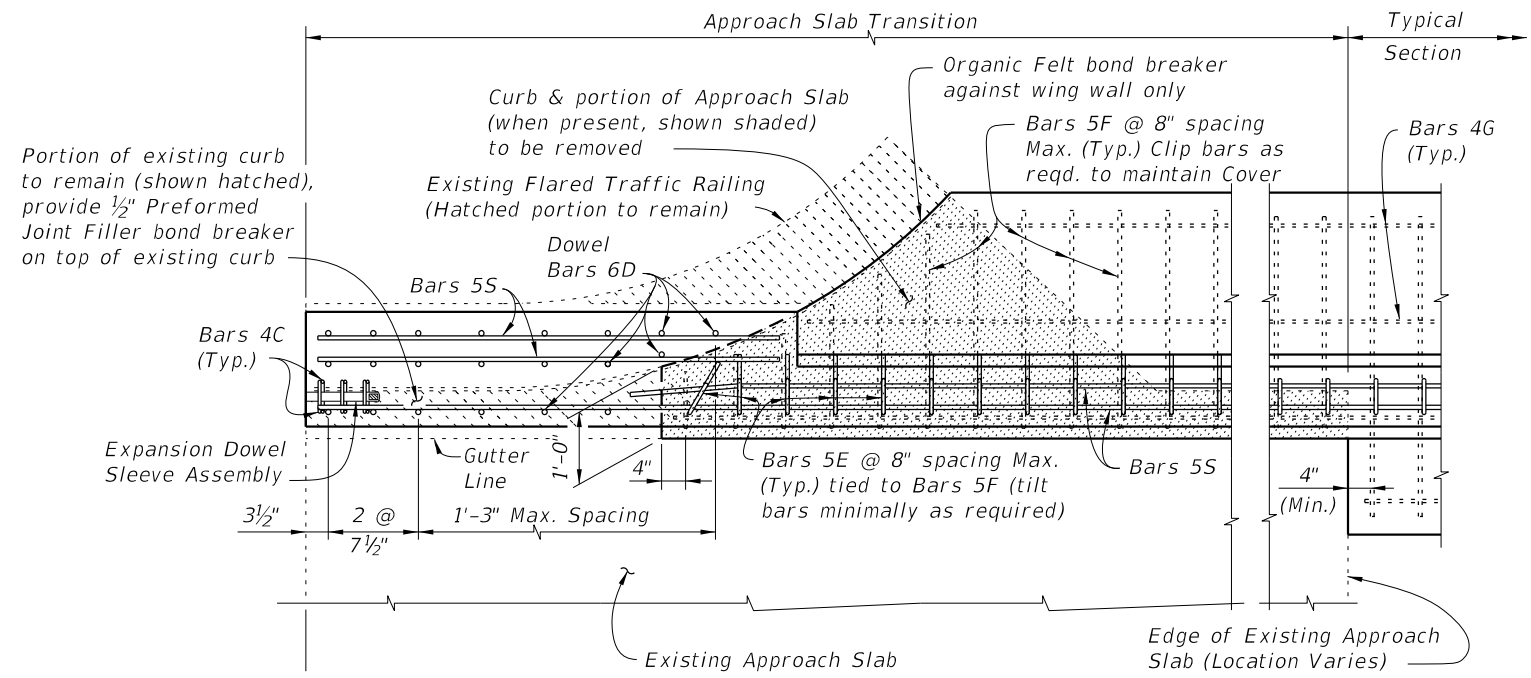 Approach Slab Transition
Typical
Section
Organic Felt bond breaker
against wing wall only
Curb & portion of Approach Slab
(when present, shown shaded)
to be removed
Bars 5F @ 8" spacing
Max. (Typ.) Clip bars as
reqd. to maintain Cover
Bars 4G
(Typ.)
Portion of existing curb
to remain (shown hatched),
provide ½" Preformed
Joint Filler bond breaker
on top of existing curb
Existing Flared Traffic Railing
(Hatched portion to remain)
Dowel
Bars 6D
Bars 5S
Bars 4C
(Typ.)
Expansion Dowel
Sleeve Assembly
Gutter
Line
1'-0"
4"
Bars 5E @ 8" spacing Max.
(Typ.) tied to Bars 5F (tilt
bars minimally as required)
Bars 5S
4"
(Min.)
3½"
2 @
7½"
1'-3" Max. Spacing
Existing Approach Slab
Edge of Existing Approach
Slab (Location Varies)